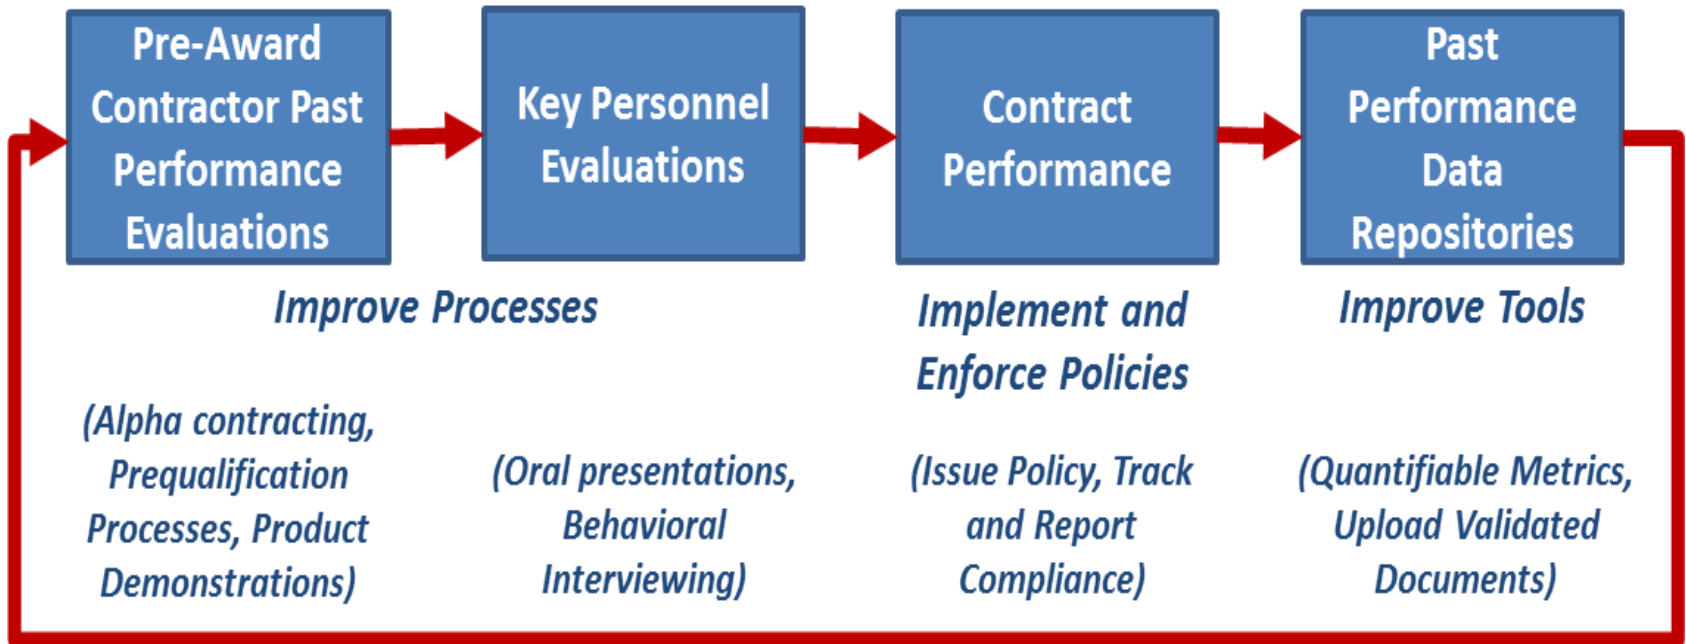 Pre-Award
Contractor Past
Performance
Evaluations
Key Personnel
Evaluations
Contract
Performance
Past
Performance
Data
Repositories
Improve Processes
Implement and
Enforce Policies
Improve Tools
(Alpha contracting,
Prequalification
Processes, Product
Demonstrations)
(Oral presentations,
Behavioral
Interviewing)
(Issue Policy, Track
and Report
Compliance)
(Quantifiable Metrics,
Upload Validated
Documents)